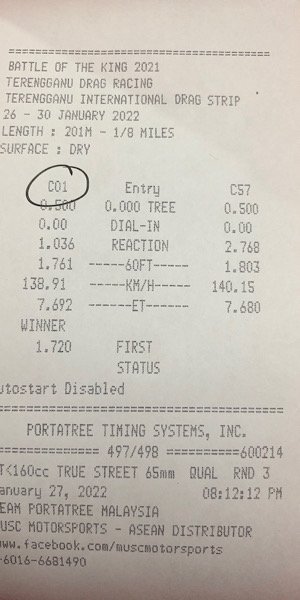 BATTLE OF THE KING 2021
TERENGGANU DRAG RACING
TERENGGANU INTERNATIONAL DRAG STRIP
26 - 30 JANUARY 2022
LENGTH : 201M - 1/8 MILES
SURFACE : DRY
C01 Entry C57
0.500 0.000 TREE 0.500
0.00 DIAL-IN 0.00
1.036 REACTION 2.768
1.761 -----60FT----- 1.803
138.91 -----KM/H----- 140.15
7.692 ------ET------ 7.680
WINNER
1.720 FIRST
STATUS
utostart Disabled
PORTATREE TIMING SYSTEMS, INC.
============ 497/498 ==========600214
T<160cc TRUE STREET 65mm QUAL RND 3
anuary 27, 2022 08:12:12 PM
EAM PORTATREE MALAYSIA
USC MOTORSPORTS - ASEAN DISTRIBUTOR
ww.facebook.com/muscmotorsports
-6016-6681490